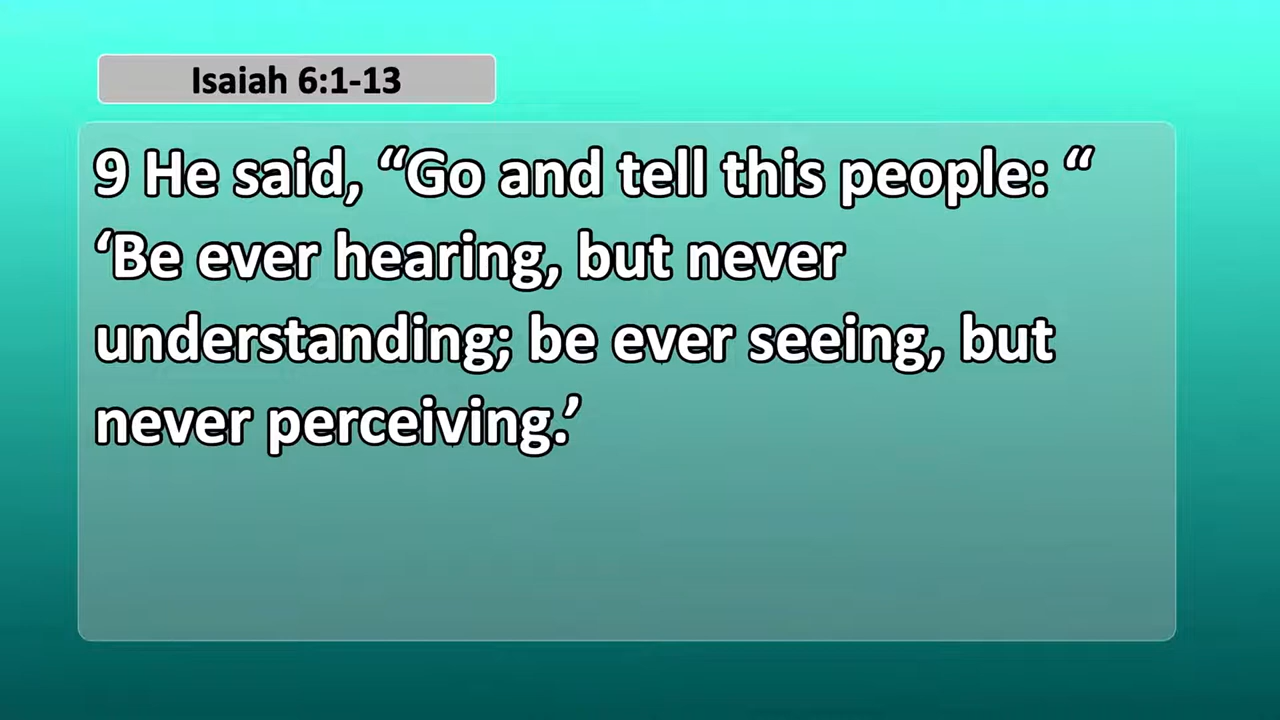 Isaiah 6:1-13
9 He said, “Go and tell this people: “
‘Be ever hearing, but never
understanding; be ever seeing, but
never perceiving.’